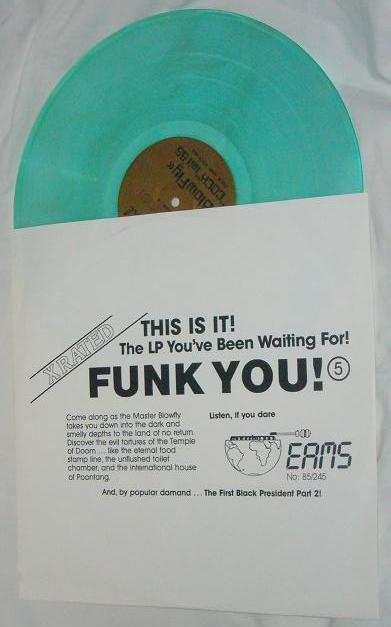 BlowFly
XRATED
THIS IS IT!
The LP You've Been Waiting For!
FUNK YOU! 5
Come along as the Master Blowfly
takes you down into the dark and
smelly depths to the land of no return.
Discover the evil tortures of the Temple
of Doom ... like the eternal food
stamp line, the unflushed toilet
chamber, and the international house
of Poontang.
Listen, if you dare
EAMS
No: 85/245
And, by popular damand ... The First Black President Part 2!